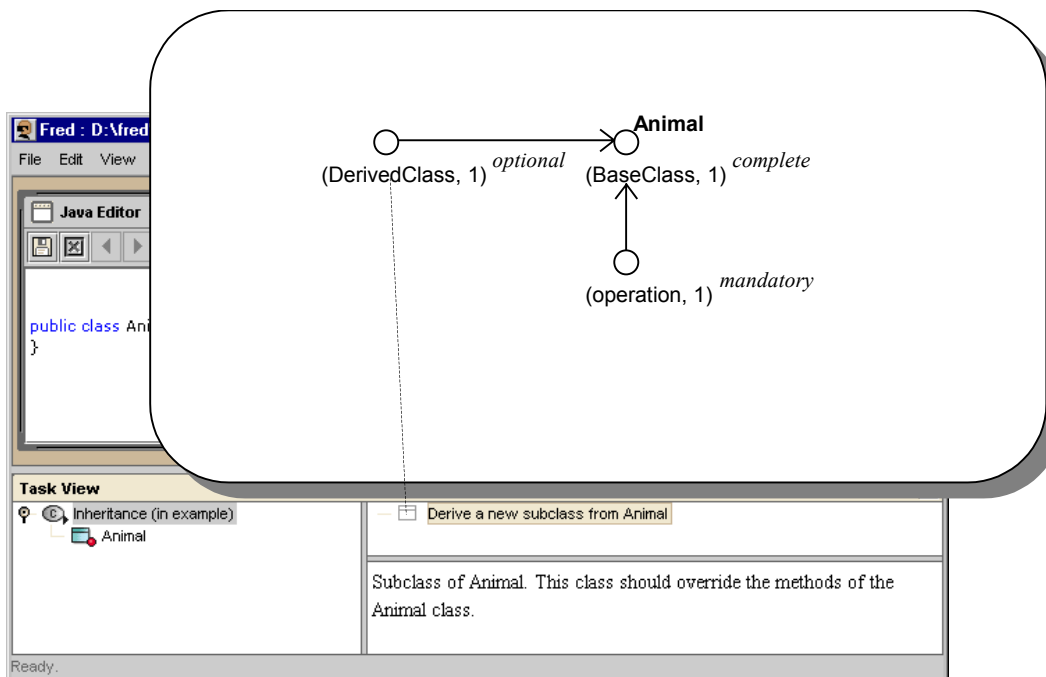 Animal
optional
(DerivedClass, 1)
(BaseClass, 1) complete
(operation, 1) mandatory
Fred : D:\fred
File Edit View
Java Editor
public class Ani
}
Task View
Inheritance (in example)
Animal
Derive a new subclass from Animal
Subclass of Animal. This class should override the methods of the
Animal class.
Ready.